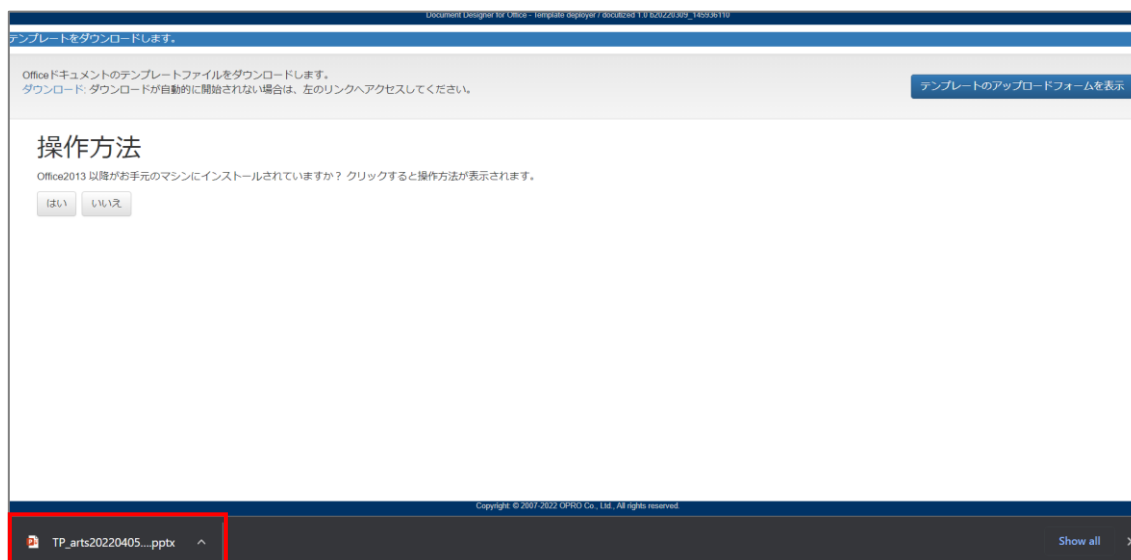 Document Designer for Office - Template deployer / docutized 1.0 b20220309_145936110
テンプレートをダウンロードします。
Officeドキュメントのテンプレートファイルをダウンロードします。
ダウンロード: ダウンロードが自動的に開始されない場合は、左のリンクへアクセスしてください。
テンプレートのアップロードフォームを表示
操作方法
Office2013 以降がお手元のマシンにインストールされていますか？ クリックすると操作方法が表示されます。
はい いいえ
Copyright © 2007-2022 OPRO Co., Ltd., All rights reserved.
TP_arts20220405....pptx
Show all